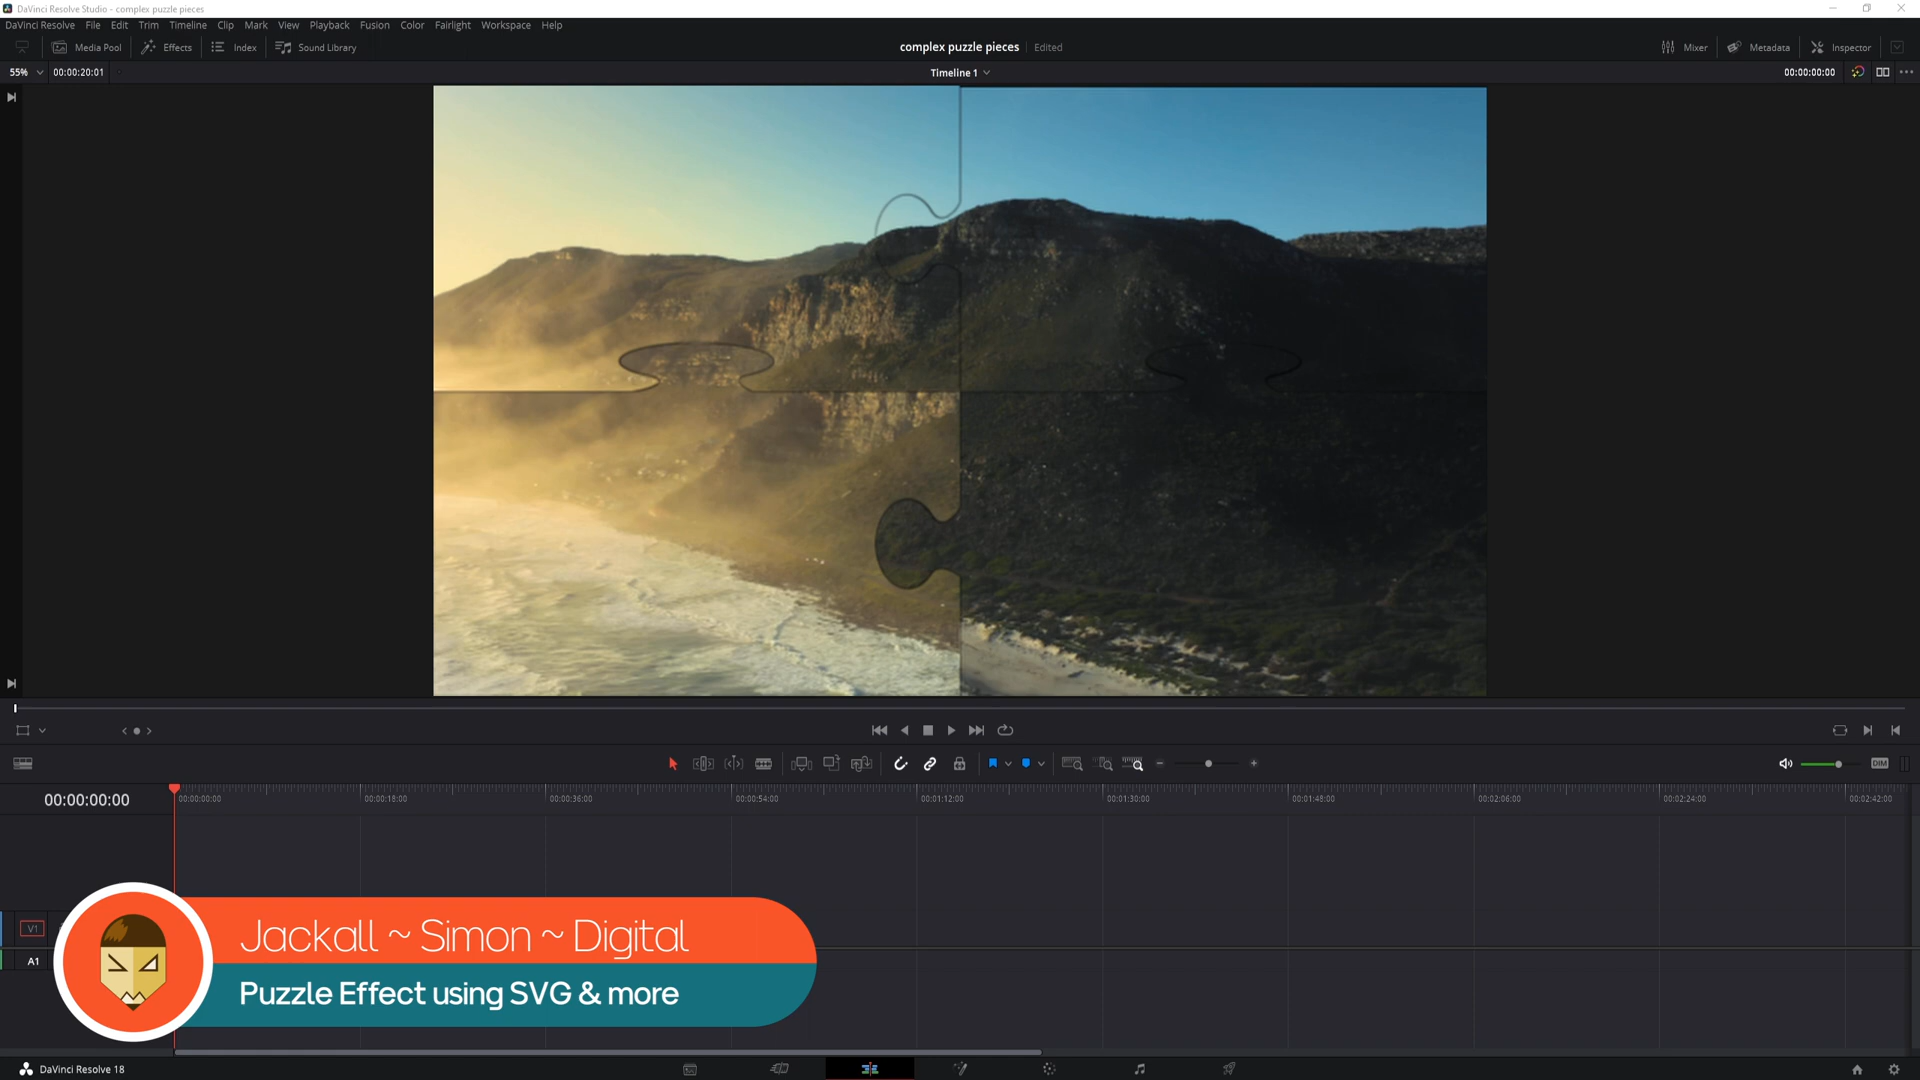 DaVinci Resolve Studio - complex puzzle pieces
DaVinci Resolve File Edit Trim Timeline Clip Mark View Playback Fusion Color Fairlight Workspace Help
Media Pool Effects Index Sound Library complex puzzle pieces Edited Mixer Metadata Inspector
55% 00:00:20:01 Timeline 1 00:00:00:00
DIM
00:00:00:00 00:00:00:00 00:00:18:00 00:00:36:00 00:00:54:00 00:01:12:00 00:01:30:00 00:01:48:00 00:02:06:00 00:02:24:00 00:02:42:00
V1
Jackall ~ Simon ~ Digital
A1
Puzzle Effect using SVG & more
DaVinci Resolve 18